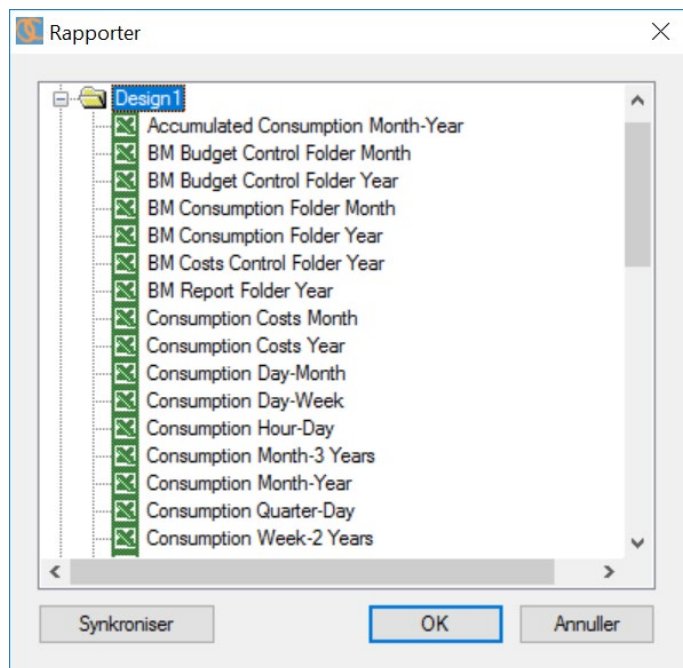 Rapporter
Design1
Accumulated Consumption Month-Year
BM Budget Control Folder Month
BM Budget Control Folder Year
BM Consumption Folder Month
BM Consumption Folder Year
BM Costs Control Folder Year
BM Report Folder Year
Consumption Costs Month
Consumption Costs Year
Consumption Day-Month
Consumption Day-Week
Consumption Hour-Day
Consumption Month-3 Years
Consumption Month-Year
Consumption Quarter-Day
Consumption Week-2 Years
Synkroniser OK Annuller